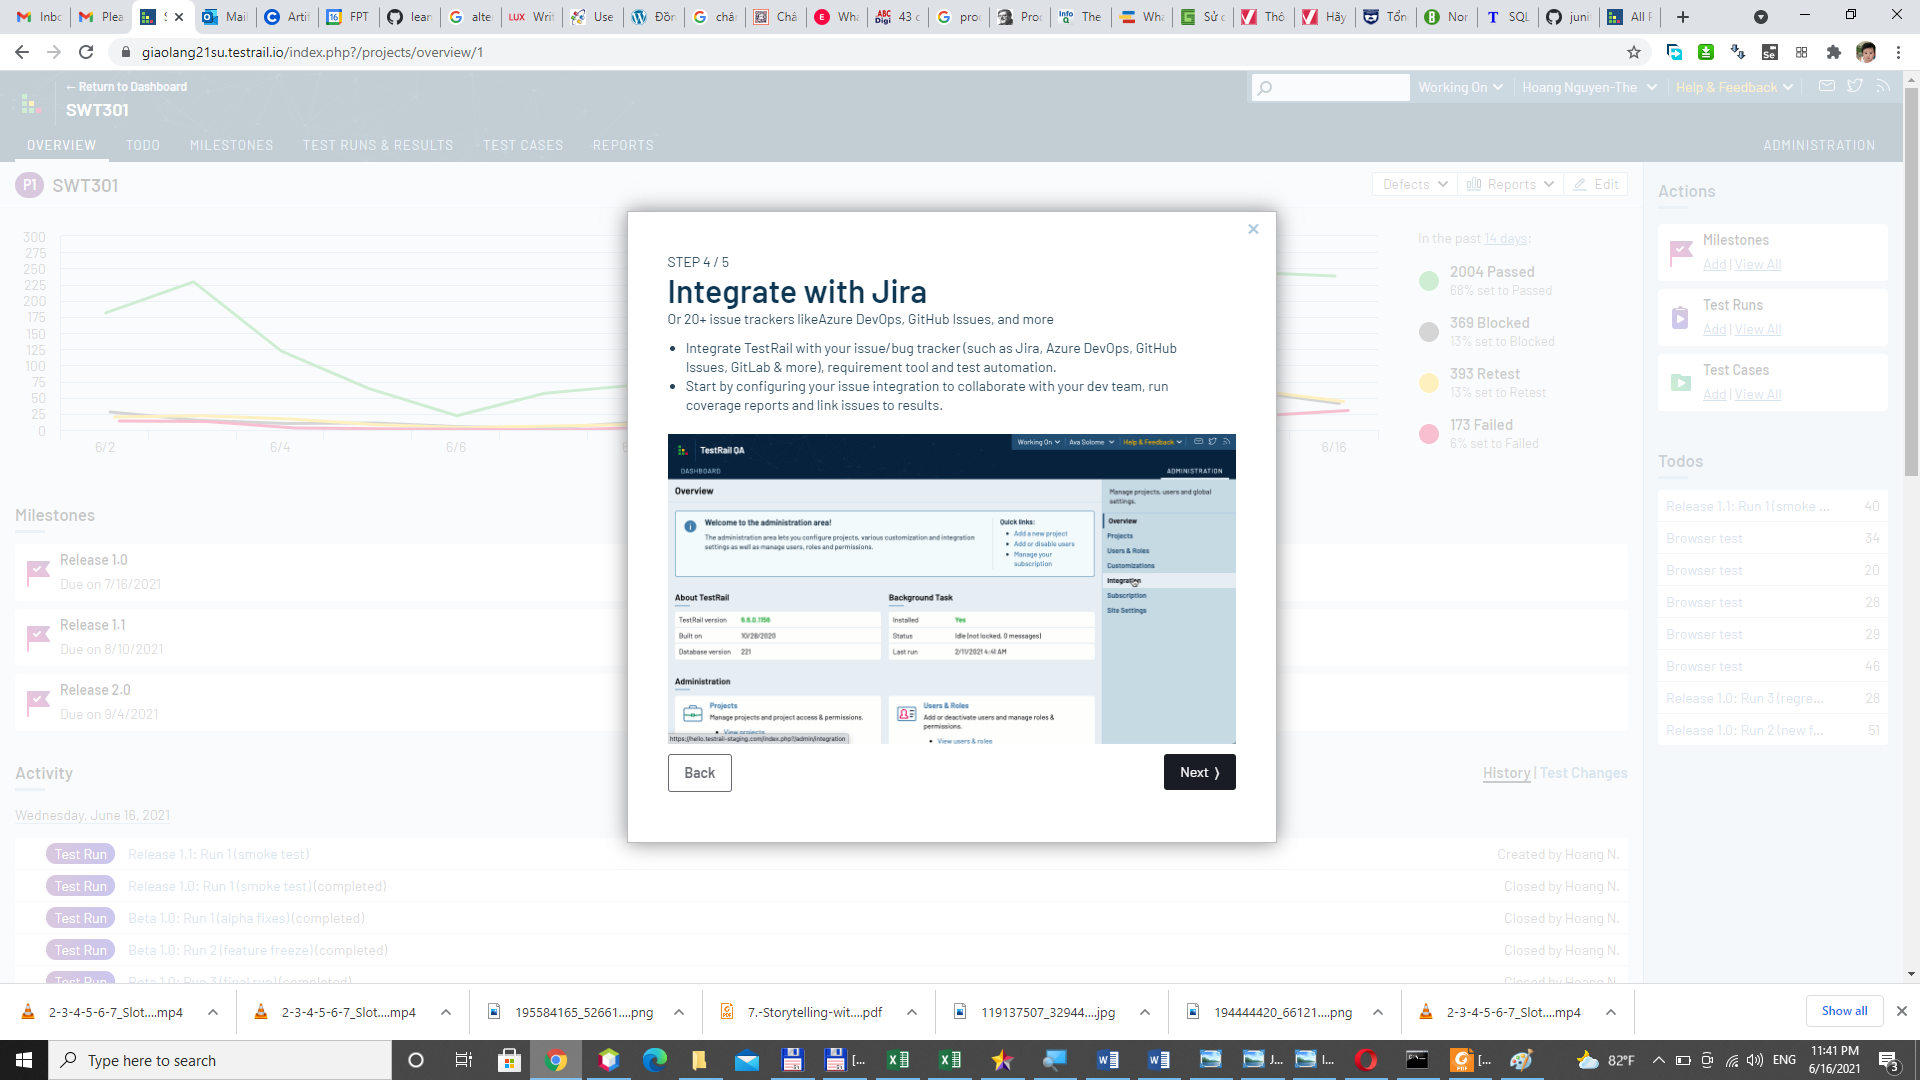 Inbo
Plea
S
Mail
Artif
FPT
lear
alte
Writ
Use
Đồn
châ
Châ
Wha
43 c
prod
Prod
The
Wha
Sử d
Thô
Hãy
Tổn
Nor
SQL
juni
All F
giaolang21su.testrail.io/index.php?/projects/overview/1
← Return to Dashboard
SWT301
Working On
Hoang Nguyen-The
Help & Feedback
OVERVIEW TODO MILESTONES TEST RUNS & RESULTS TEST CASES REPORTS ADMINISTRATION
P1 SWT301
Defects Reports Edit
300
275
250
225
200
175
150
125
100
75
50
25
0
6/2 6/4 6/6 6/16
In the past 14 days:
2004 Passed
68% set to Passed
369 Blocked
13% set to Blocked
393 Retest
13% set to Retest
173 Failed
6% set to Failed
Actions
Milestones
Add | View All
Test Runs
Add | View All
Test Cases
Add | View All
Todos
Release 1.1: Run 1 (smoke ... 40
Browser test 34
Browser test 20
Browser test 28
Browser test 29
Browser test 46
Release 1.0: Run 3 (regre... 28
Release 1.0: Run 2 (new f... 51
STEP 4 / 5
Integrate with Jira
Or 20+ issue trackers likeAzure DevOps, GitHub Issues, and more
• Integrate TestRail with your issue/bug tracker (such as Jira, Azure DevOps, GitHub
Issues, GitLab & more), requirement tool and test automation.
• Start by configuring your issue integration to collaborate with your dev team, run
coverage reports and link issues to results.
TestRail QA
Working On Ava Solome Help & Feedback
DASHBOARD ADMINISTRATION
Overview
Welcome to the administration area!
The administration area lets you configure projects, various customization and integration
settings as well as manage users, roles and permissions.
Quick links:
• Add a new project
• Add or disable users
• Manage your
subscription
Manage projects, users and global
settings.
Overview
Projects
Users & Roles
Customizations
Integration
Subscription
Site Settings
About TestRail
TestRail version 6.6.0.1156
Built on 10/28/2020
Database version 221
Background Task
Installed Yes
Status Idle (not locked, 0 messages)
Last run 2/11/2021 4:41 AM
Administration
Projects
Manage projects and project access & permissions.
• View projects
Users & Roles
Add or deactivate users and manage roles &
permissions.
• View users & roles
https://hello.testrail-staging.com/index.php?/admin/integration
Back
Next ⟩
Milestones
Release 1.0
Due on 7/16/2021
Release 1.1
Due on 8/10/2021
Release 2.0
Due on 9/4/2021
Activity
History | Test Changes
Wednesday, June 16, 2021
Test Run Release 1.1: Run 1 (smoke test) Created by Hoang N.
Test Run Release 1.0: Run 1 (smoke test) (completed) Closed by Hoang N.
Test Run Beta 1.0: Run 1 (alpha fixes) (completed) Closed by Hoang N.
Test Run Beta 1.0: Run 2 (feature freeze) (completed) Closed by Hoang N.
Test Run Beta 1.0: Run 3 (final run) (completed) Closed by Hoang N.
2-3-4-5-6-7_Slot....mp4
2-3-4-5-6-7_Slot....mp4
195584165_52661....png
7.-Storytelling-wit....pdf
119137507_32944....jpg
194444420_66121....png
2-3-4-5-6-7_Slot....mp4
Show all
Type here to search
[...
J...
I...
[...
82°F
ENG
11:41 PM
6/16/2021
3